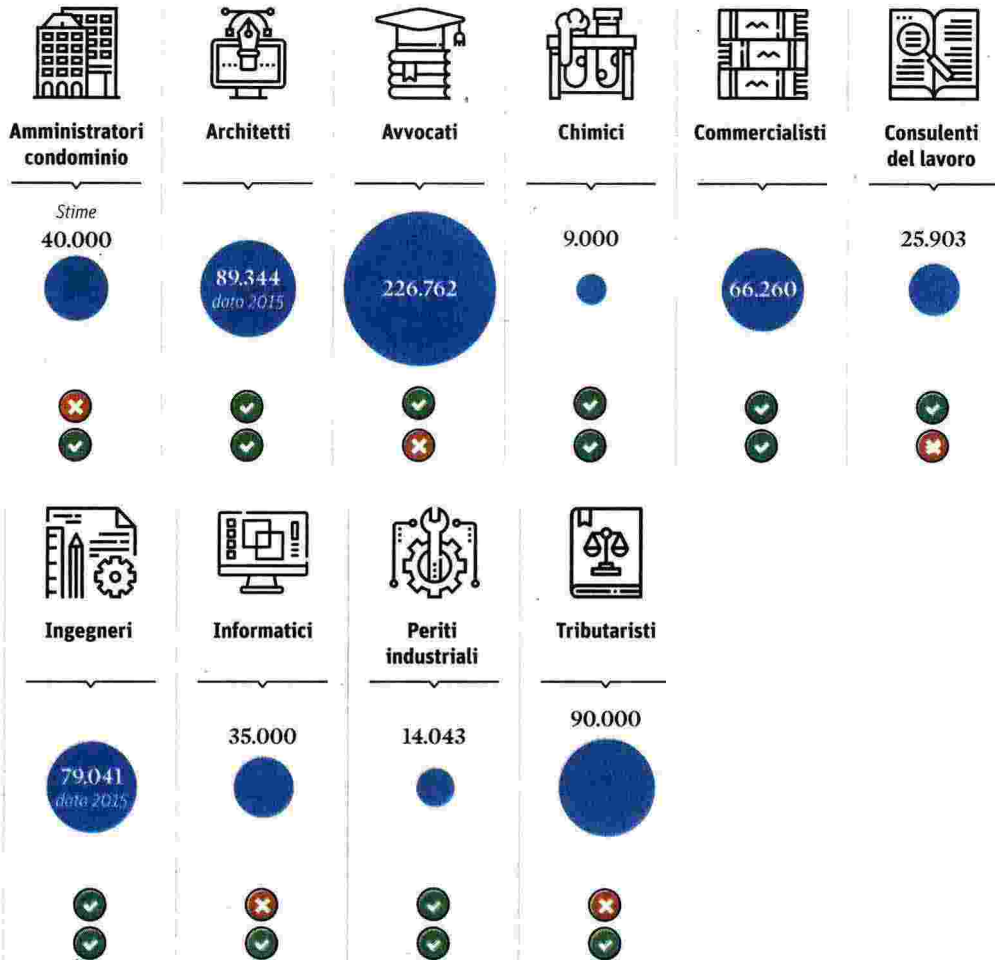 Amministratori
condominio
Architetti
Avvocati
Chimici
Commercialisti
Consulenti
del lavoro
Stime
40.000
89.344
dato 2015
226.762
9.000
66.260
25.903
Ingegneri
Informatici
Periti
industriali
Tributaristi
79.041
dato 2015
35.000
14.043
90.000